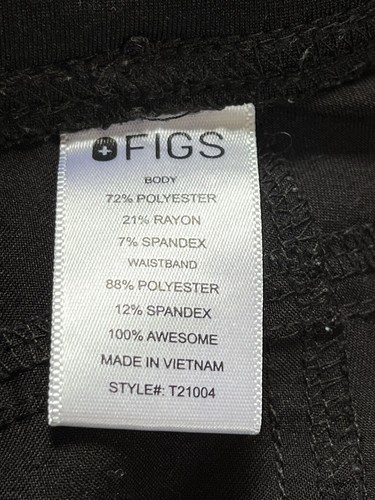 FIGS
BODY
72% POLYESTER
21% RAYON
7% SPANDEX
WAISTBAND
88% POLYESTER
12% SPANDEX
100% AWESOME
MADE IN VIETNAM
STYLE#: T21004